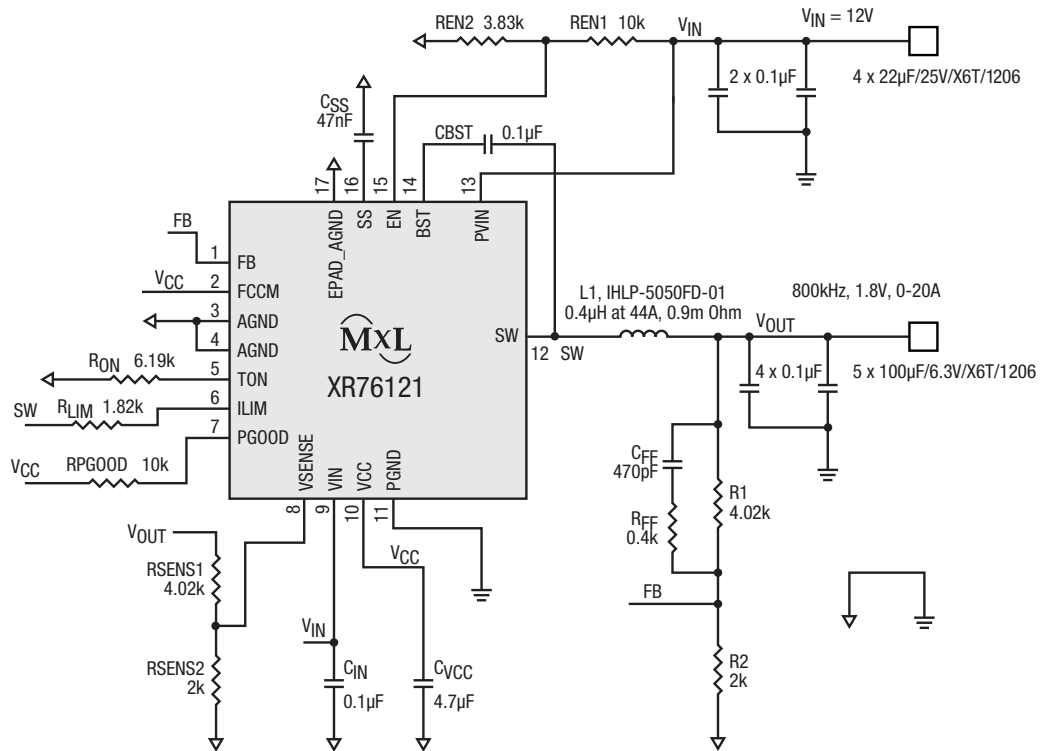 REN2 3.83k
REN1 10k
VIN
VIN = 12V
2 x 0.1µF
4 x 22µF/25V/X6T/1206
CSS
47nF
CBST 0.1µF
17
16
15
14
13
EPAD_AGND
SS
EN
BST
PVIN
FB
1
FB
VCC
2
FCCM
3
AGND
4
AGND
RON 6.19k
5
TON
SW
RLIM 1.82k
6
ILIM
7
PGOOD
VCC
RPGOOD 10k
MxL
XR76121
SW
12 SW
L1, IHLP-5050FD-01
0.4µH at 44A, 0.9m Ohm
800kHz, 1.8V, 0-20A
VOUT
4 x 0.1µF
5 x 100µF/6.3V/X6T/1206
VSENSE
VIN
VCC
PGND
8
9
10
11
CFF
470pF
RFF
0.4k
R1
4.02k
FB
R2
2k
VOUT
RSENS1
4.02k
RSENS2
2k
VIN
CIN
0.1µF
VCC
CVCC
4.7µF